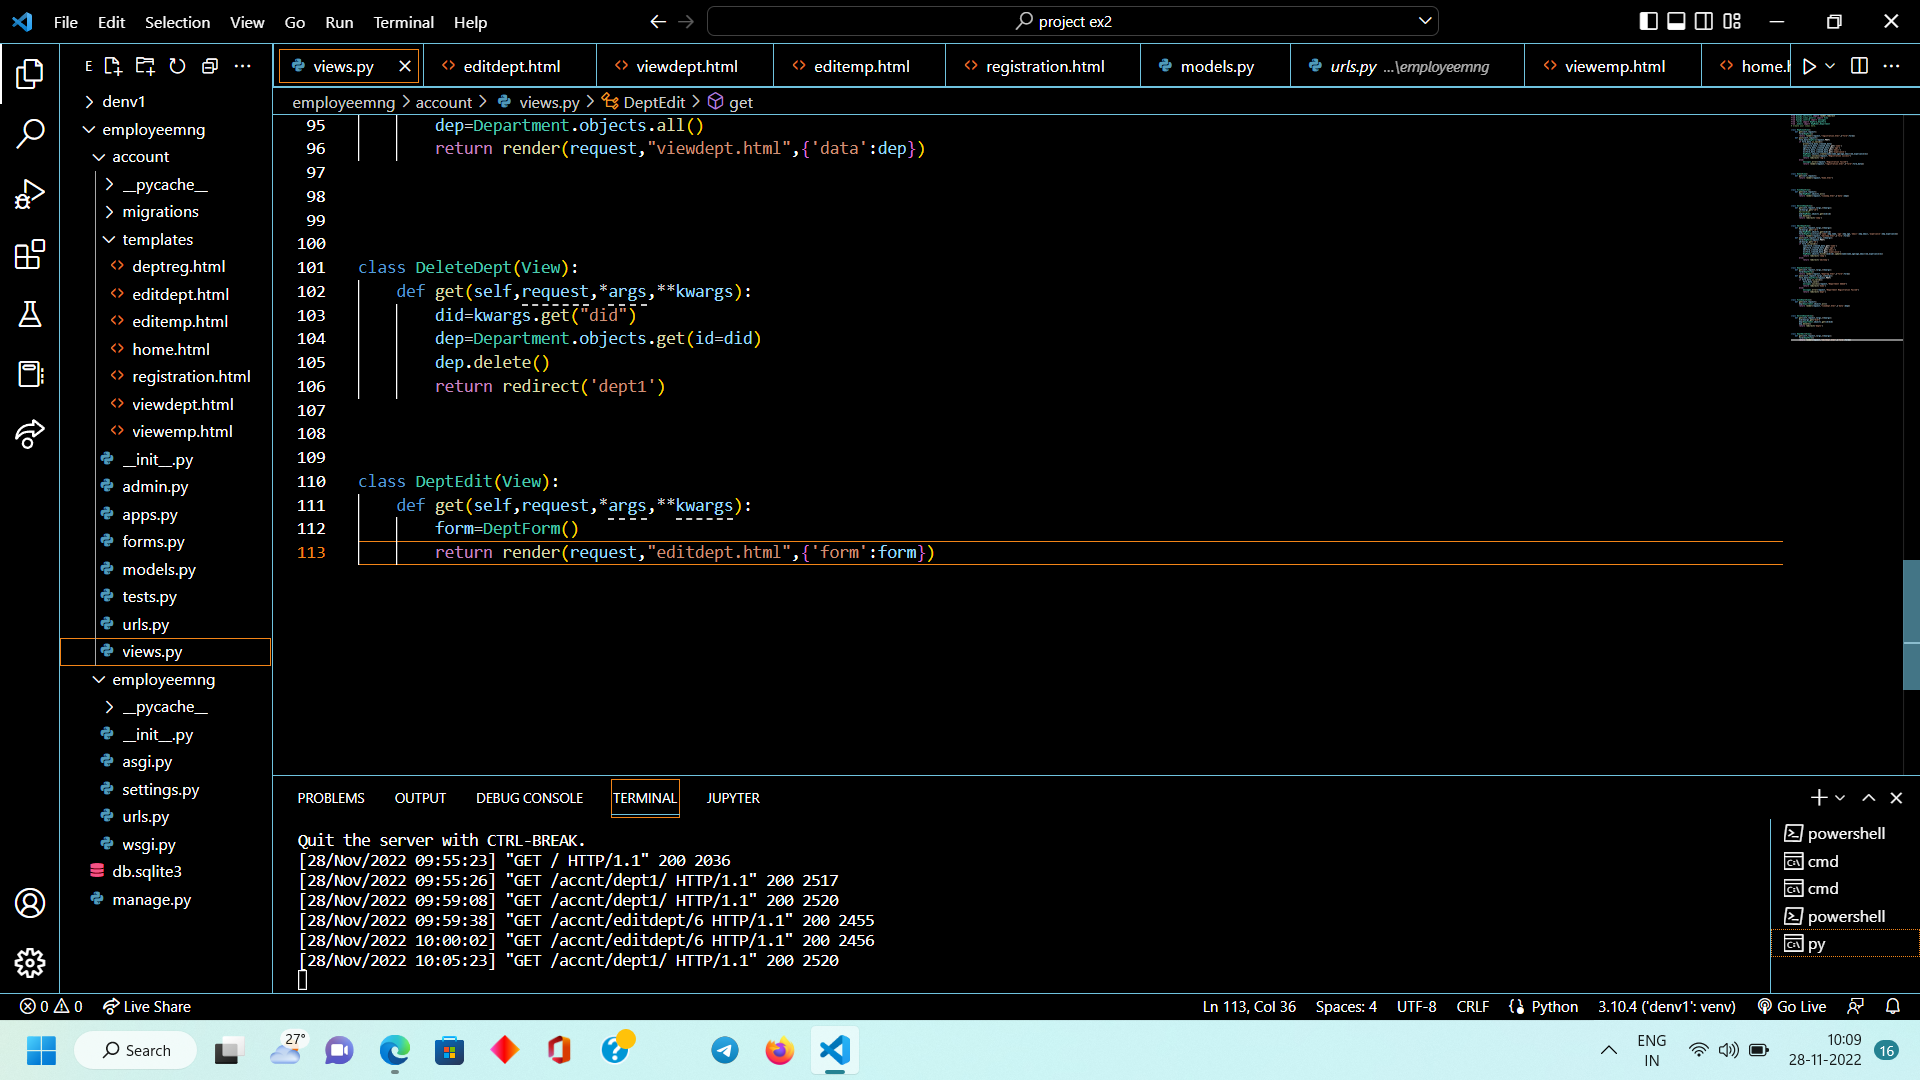 File Edit Selection View Go Run Terminal Help
project ex2
E
views.py
editdept.html
viewdept.html
editemp.html
registration.html
models.py
urls.py ...\employeemng
viewemp.html
home.h
employeemng > account > views.py > DeptEdit > get
denv1
employeemng
account
__pycache__
migrations
templates
deptreg.html
editdept.html
editemp.html
home.html
registration.html
viewdept.html
viewemp.html
__init__.py
admin.py
apps.py
forms.py
models.py
tests.py
urls.py
views.py
employeemng
__pycache__
__init__.py
asgi.py
settings.py
urls.py
wsgi.py
db.sqlite3
manage.py
95 dep=Department.objects.all()
96 return render(request,"viewdept.html",{'data':dep})
97
98
99
100
101 class DeleteDept(View):
102 def get(self,request,*args,**kwargs):
103 did=kwargs.get("did")
104 dep=Department.objects.get(id=did)
105 dep.delete()
106 return redirect('dept1')
107
108
109
110 class DeptEdit(View):
111 def get(self,request,*args,**kwargs):
112 form=DeptForm()
113 return render(request,"editdept.html",{'form':form})
PROBLEMS OUTPUT DEBUG CONSOLE TERMINAL JUPYTER
Quit the server with CTRL-BREAK.
[28/Nov/2022 09:55:23] "GET / HTTP/1.1" 200 2036
[28/Nov/2022 09:55:26] "GET /accnt/dept1/ HTTP/1.1" 200 2517
[28/Nov/2022 09:59:08] "GET /accnt/dept1/ HTTP/1.1" 200 2520
[28/Nov/2022 09:59:38] "GET /accnt/editdept/6 HTTP/1.1" 200 2455
[28/Nov/2022 10:00:02] "GET /accnt/editdept/6 HTTP/1.1" 200 2456
[28/Nov/2022 10:05:23] "GET /accnt/dept1/ HTTP/1.1" 200 2520
powershell
cmd
cmd
powershell
py
0 0 Live Share
Ln 113, Col 36 Spaces: 4 UTF-8 CRLF Python 3.10.4 ('denv1': venv) Go Live
Search
27°
ENG
IN
10:09
28-11-2022
16